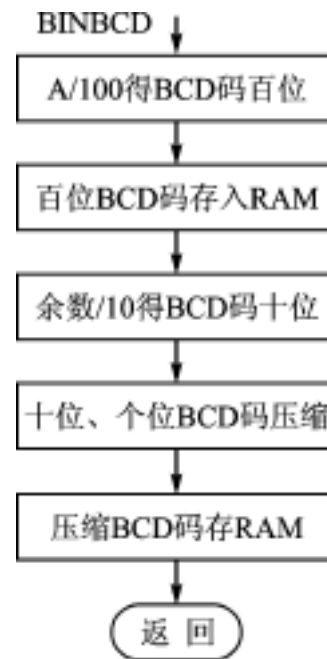 BINBCD
A/100得BCD码百位
百位BCD码存入RAM
余数/10得BCD码十位
十位、个位BCD码压缩
压缩BCD码存RAM
返 回